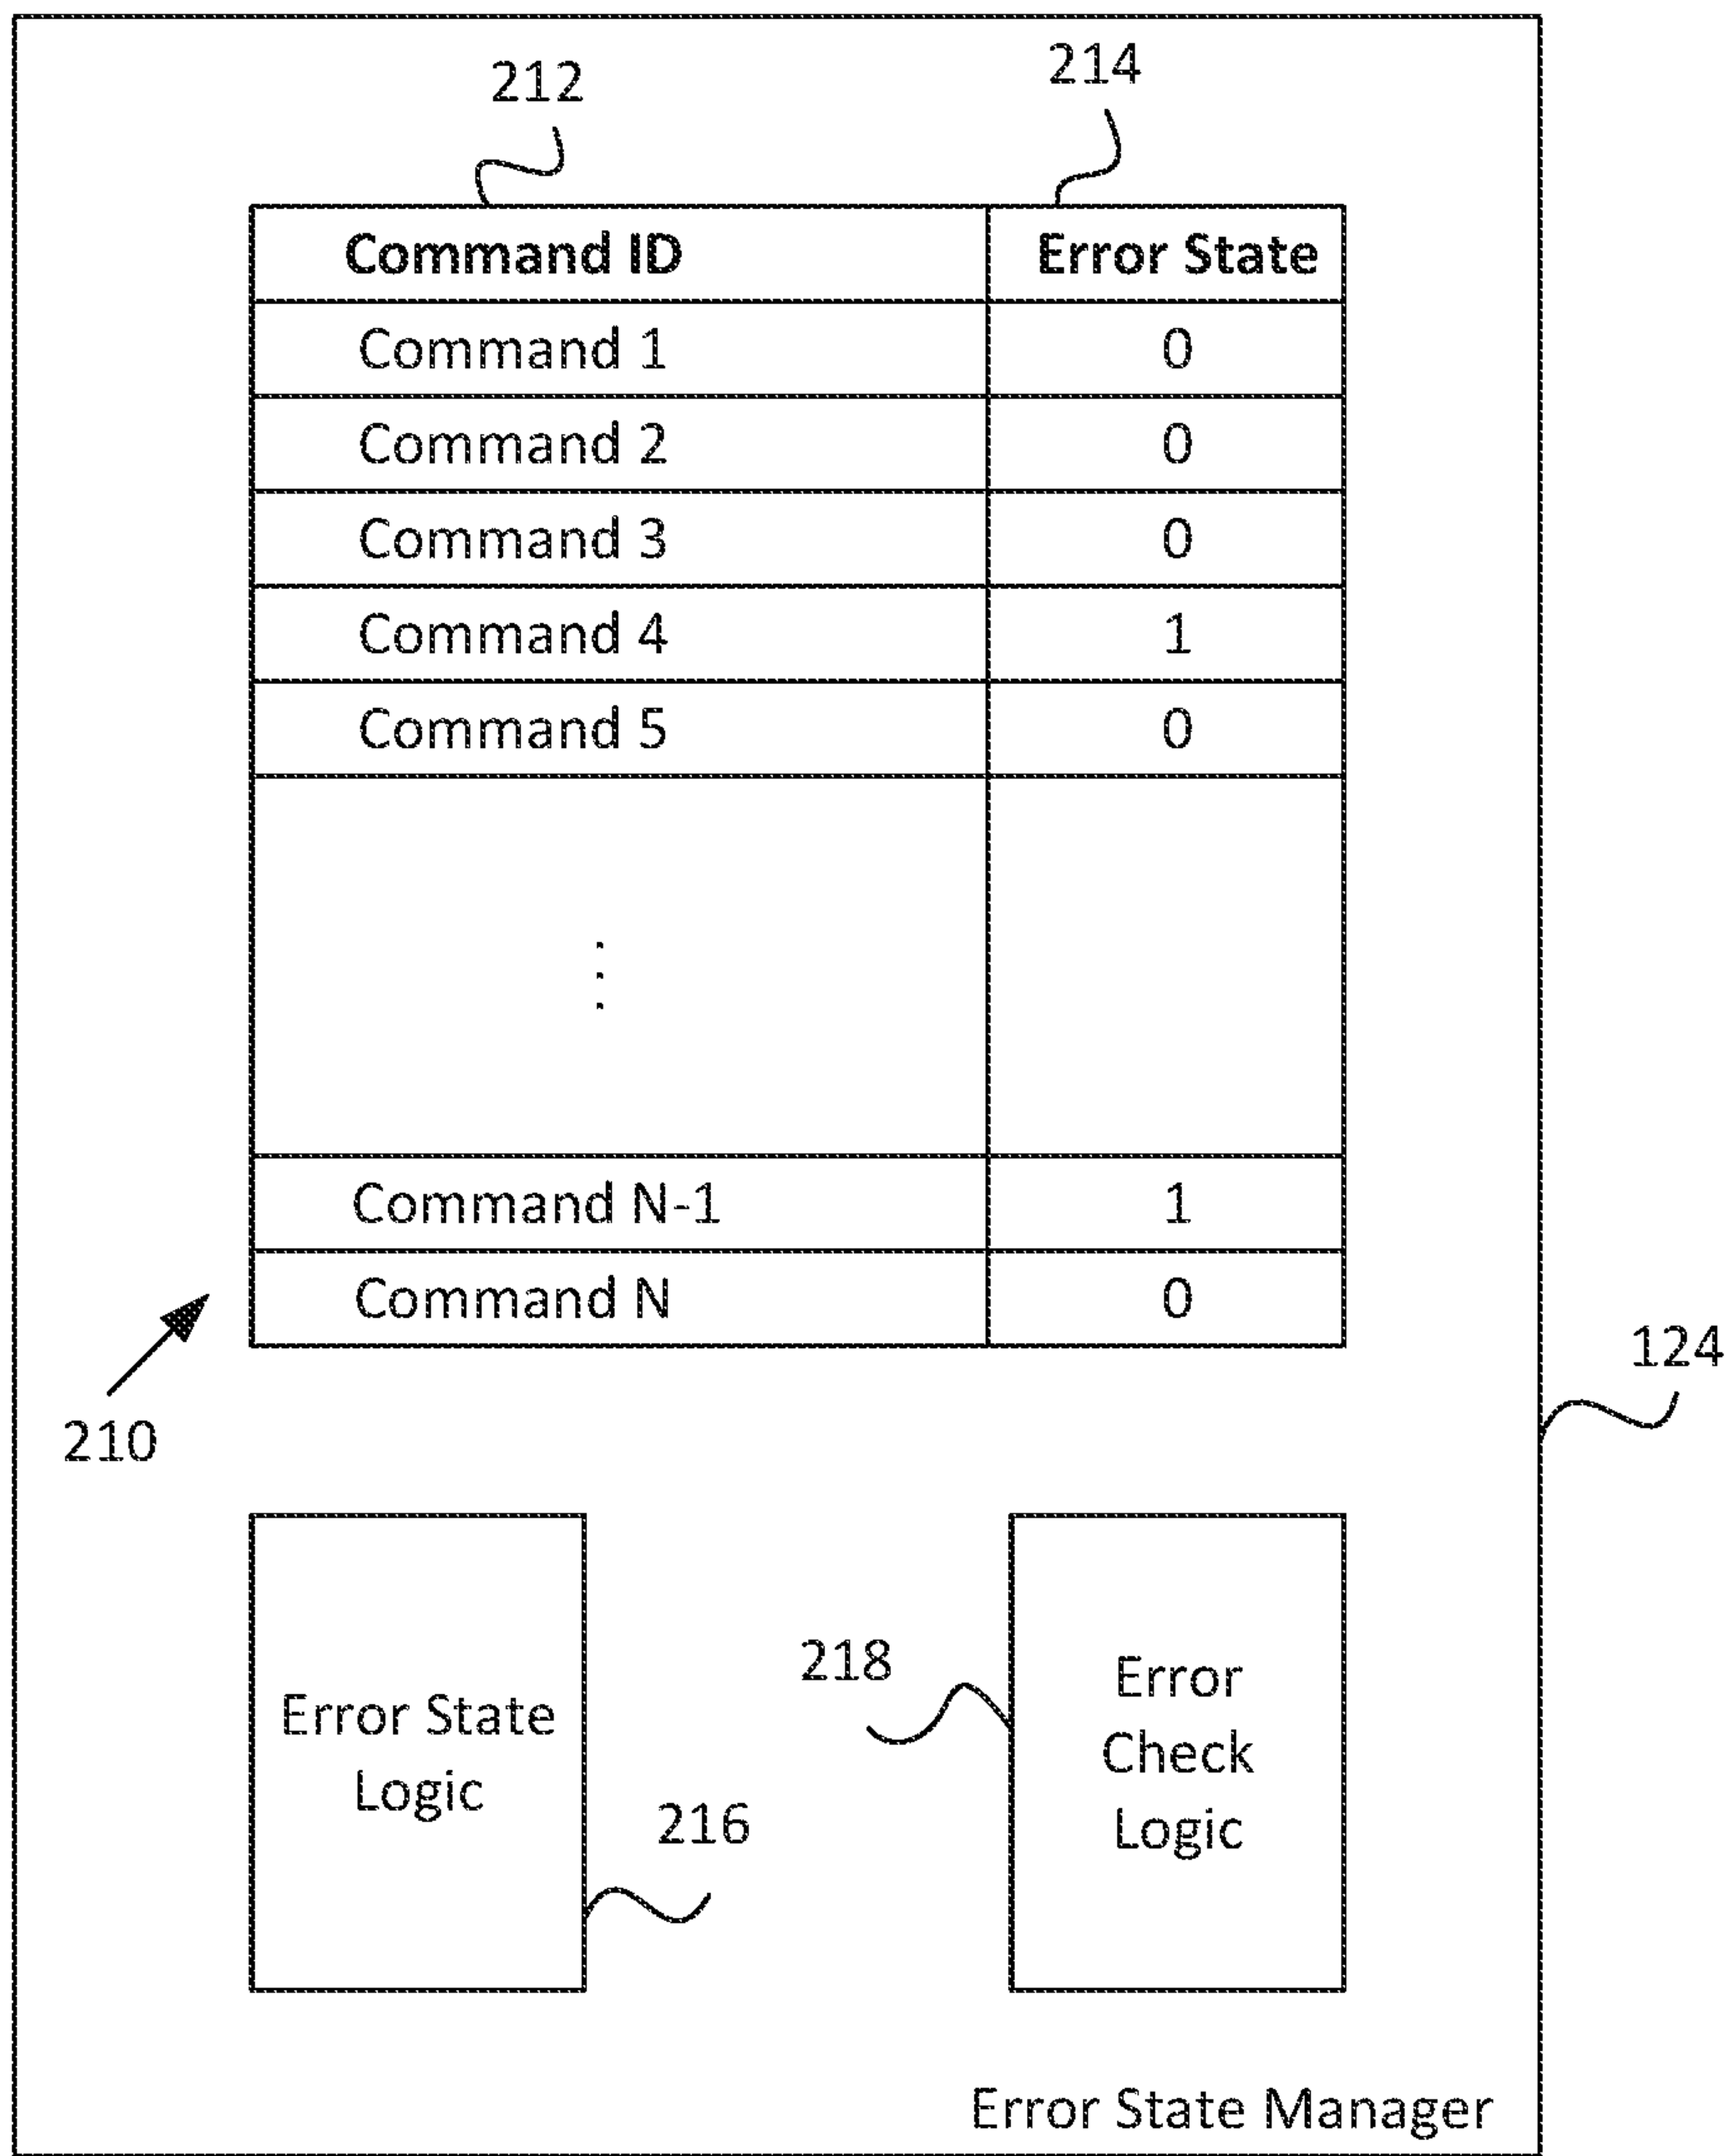 212
214
Command ID Error State
Command 1 0
Command 2 0
Command 3 0
Command 4 1
Command 5 0
⋮
Command N-1 1
Command N 0
210
124
Error State
Logic
216
218
Error
Check
Logic
Error State Manager